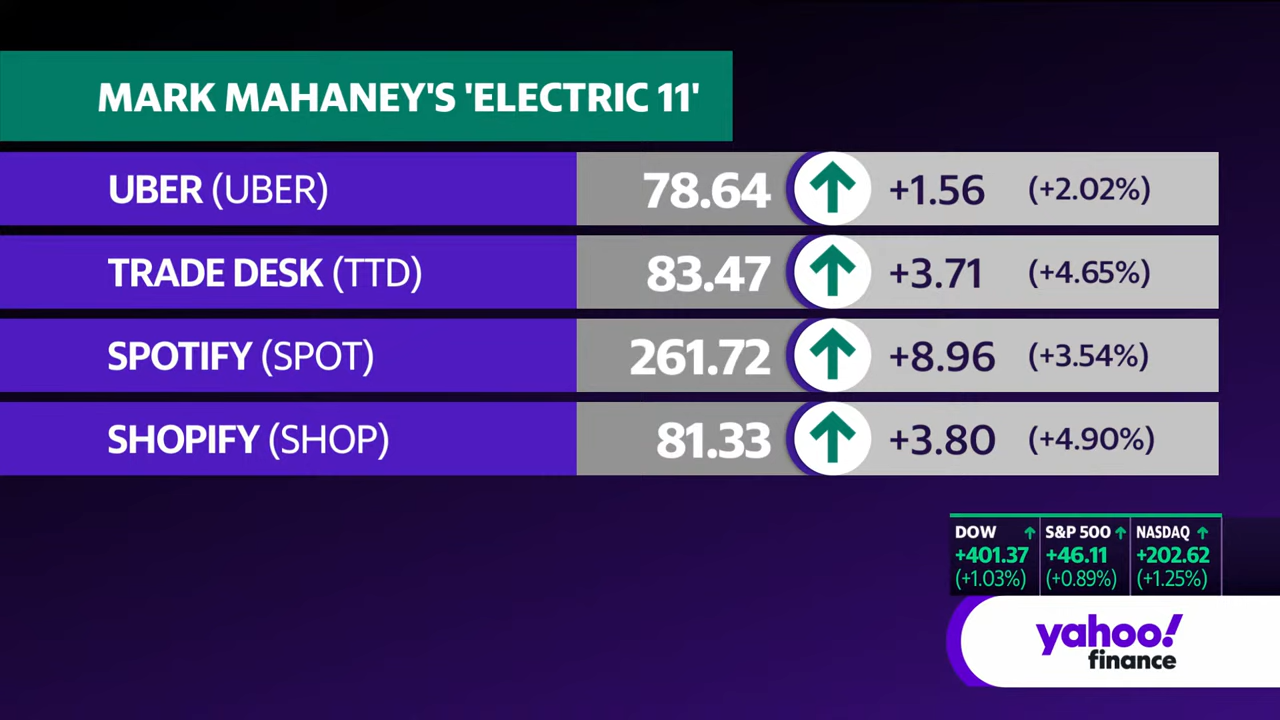 MARK MAHANEY'S 'ELECTRIC 11'
UBER (UBER) 78.64 +1.56 (+2.02%)
TRADE DESK (TTD) 83.47 +3.71 (+4.65%)
SPOTIFY (SPOT) 261.72 +8.96 (+3.54%)
SHOPIFY (SHOP) 81.33 +3.80 (+4.90%)
DOW S&P 500 NASDAQ
+401.37 +46.11 +202.62
(+1.03%) (+0.89%) (+1.25%)
yahoo!
finance